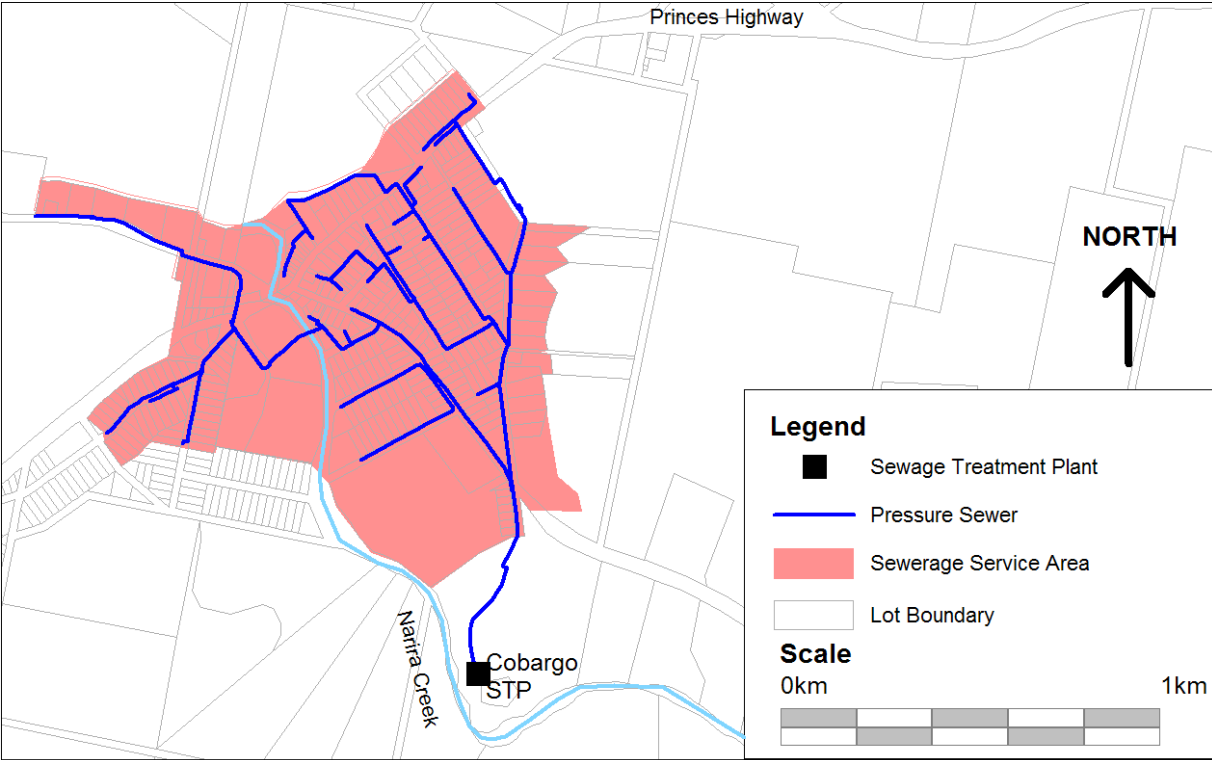 Princes Highway
NORTH
Legend
Sewage Treatment Plant
Pressure Sewer
Sewerage Service Area
Lot Boundary
Scale
0km 1km
Narira Creek
Cobargo
STP